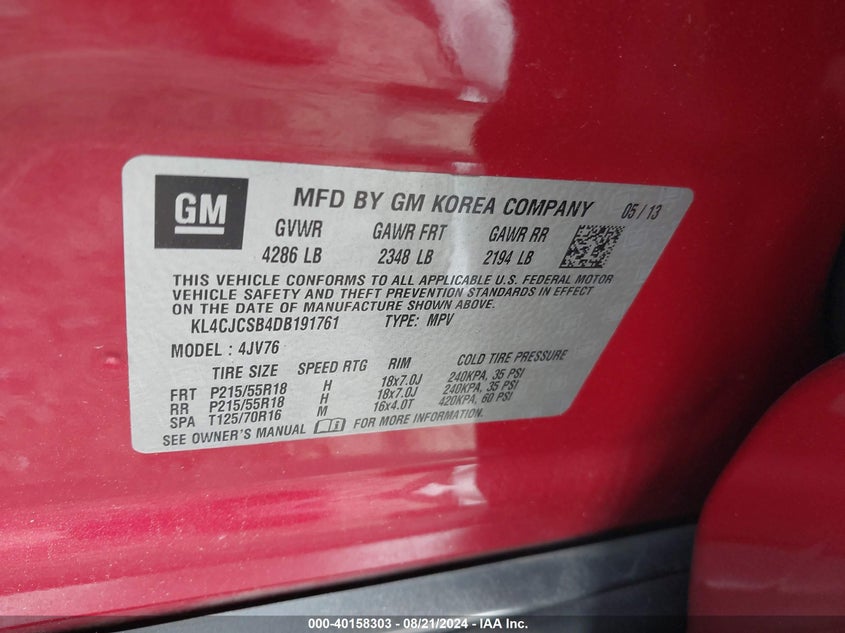 GM
MFD BY GM KOREA COMPANY 05/13
GVWR GAWR FRT GAWR RR
4286 LB 2348 LB 2194 LB
THIS VEHICLE CONFORMS TO ALL APPLICABLE U.S. FEDERAL MOTOR
VEHICLE SAFETY AND THEFT PREVENTION STANDARDS IN EFFECT
ON THE DATE OF MANUFACTURE SHOWN ABOVE.
KL4CJCSB4DB191761 TYPE: MPV
MODEL: 4JV76
TIRE SIZE SPEED RTG RIM COLD TIRE PRESSURE
FRT P215/55R18 H 18x7.0J 240KPA, 35 PSI
RR P215/55R18 H 18x7.0J 240KPA, 35 PSI
SPA T125/70R16 M 16x4.0T 420KPA, 60 PSI
SEE OWNER'S MANUAL FOR MORE INFORMATION.
000-40158303 - 08/21/2024 - IAA Inc.